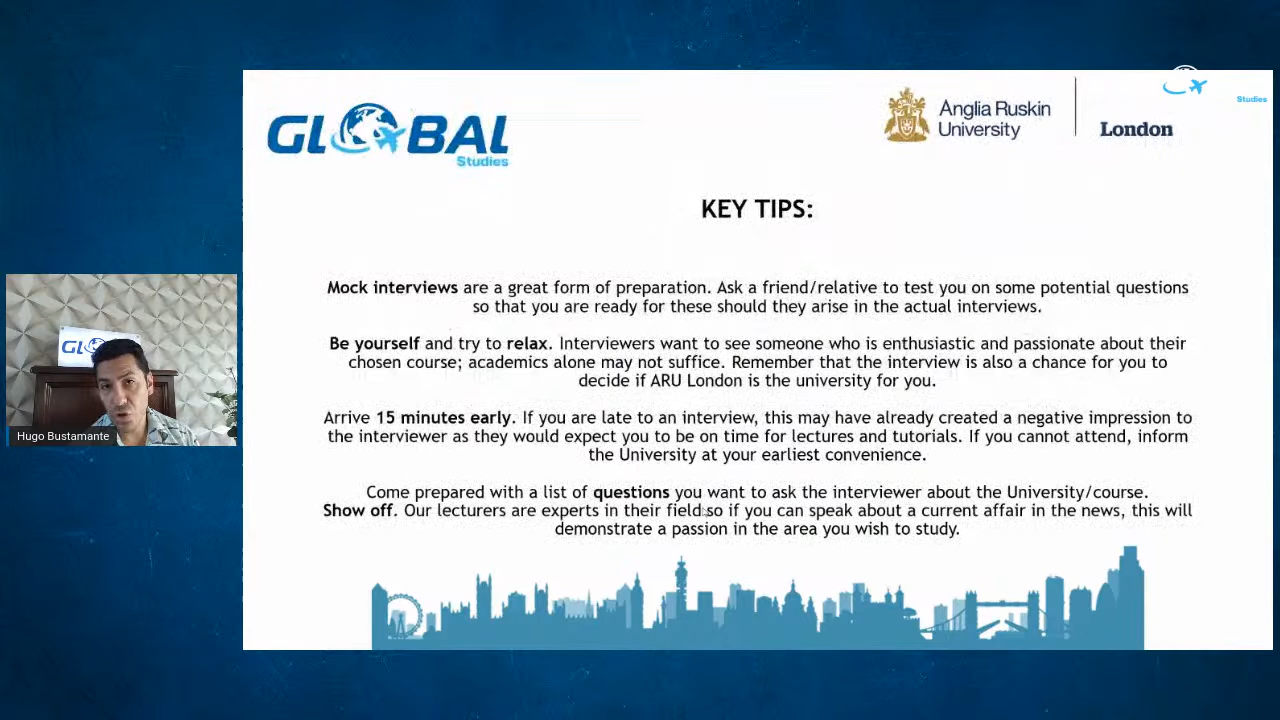 GLOBAL
Studies
Anglia Ruskin
University
London
Studies
KEY TIPS:
Mock interviews are a great form of preparation. Ask a friend/relative to test you on some potential questions
so that you are ready for these should they arise in the actual interviews.
Be yourself and try to relax. Interviewers want to see someone who is enthusiastic and passionate about their
chosen course; academics alone may not suffice. Remember that the interview is also a chance for you to
decide if ARU London is the university for you.
Arrive 15 minutes early. If you are late to an interview, this may have already created a negative impression to
the interviewer as they would expect you to be on time for lectures and tutorials. If you cannot attend, inform
the University at your earliest convenience.
Come prepared with a list of questions you want to ask the interviewer about the University/course.
Show off. Our lecturers are experts in their field so if you can speak about a current affair in the news, this will
demonstrate a passion in the area you wish to study.
GL
Hugo Bustamante